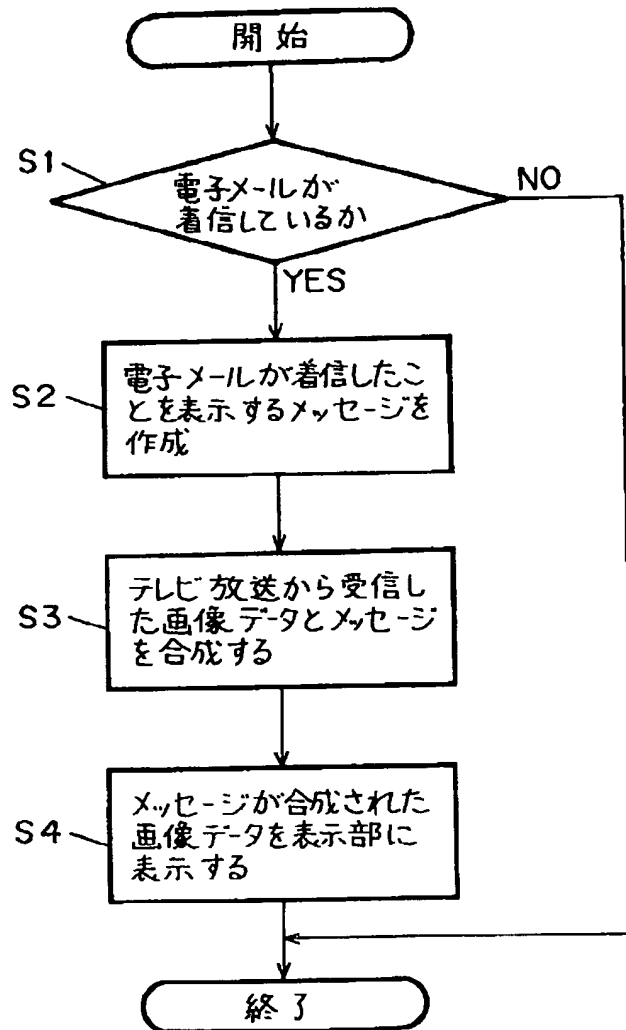 開始
S1
電子メールが
着信しているか
NO
YES
S2
電子メールが着信したこ
とを表示するメッセージを
作成
S3
テレビ放送から受信し
た画像データとメッセージ
を合成する
S4
メッセージが合成された
画像データを表示部に
表示する
終了